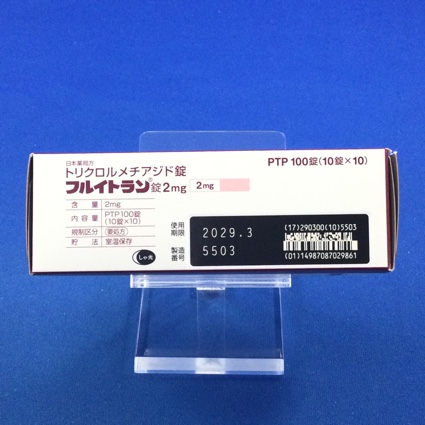 日本薬局方
トリクロルメチアジド錠
フルイトラン®錠2mg 2mg
PTP 100錠(10錠×10)
含量 2mg
内容量 PTP100錠
(10錠×10)
規制区分 要処方
貯法 室温保存
しゃ光
使用
期限 2029.3
製造
番号 5503
(17)290300(10)5503
(01)14987087029861